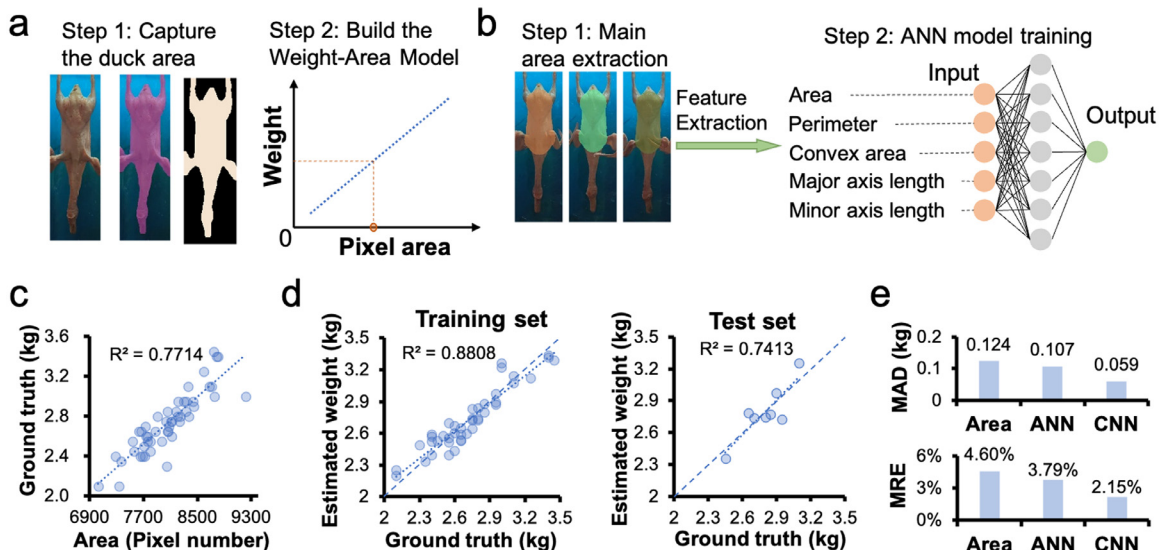 a
Step 1: Capture
the duck area
Step 2: Build the
Weight-Area Model
Weight
0
Pixel area
b
Step 1: Main
area extraction
Feature
Extraction
Step 2: ANN model training
Input
Output
Area
Perimeter
Convex area
Major axis length
Minor axis length
c
Ground truth (kg)
3.6
3.2
2.8
2.4
2.0
R² = 0.7714
6900 7700 8500 9300
Area (Pixel number)
d
Training set
Estimated weight (kg)
3.5
3.2
2.9
2.6
2.3
2
R² = 0.8808
2 2.3 2.6 2.9 3.2 3.5
Ground truth (kg)
Test set
Estimated weight (kg)
3.5
3.2
2.9
2.6
2.3
2
R² = 0.7413
2 2.3 2.6 2.9 3.2 3.5
Ground truth (kg)
e
MAD (kg)
0.2
0.1
0
0.124 0.107 0.059
Area ANN CNN
MRE
6%
3%
0%
4.60% 3.79% 2.15%
Area ANN CNN